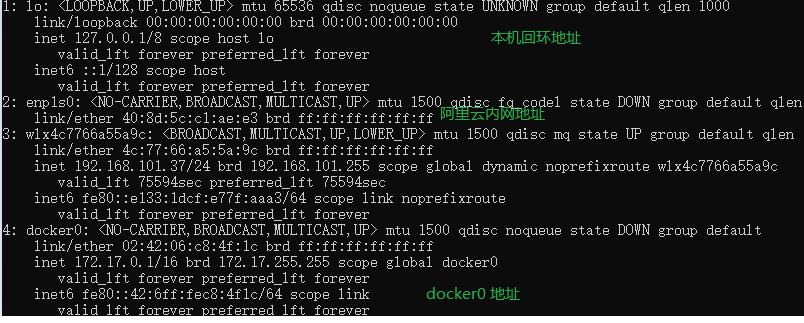 1: lo: <LOOPBACK,UP,LOWER_UP> mtu 65536 qdisc noqueue state UNKNOWN group default qlen 1000
link/loopback 00:00:00:00:00:00 brd 00:00:00:00:00:00
inet 127.0.0.1/8 scope host lo 本机回环地址
valid_lft forever preferred_lft forever
inet6 ::1/128 scope host
valid_lft forever preferred_lft forever
2: enp1s0: <NO-CARRIER,BROADCAST,MULTICAST,UP> mtu 1500 qdisc fq_codel state DOWN group default qlen
link/ether 40:8d:5c:c1:ae:e3 brd ff:ff:ff:ff:ff:ff 阿里云内网地址
3: wlx4c7766a55a9c: <BROADCAST,MULTICAST,UP,LOWER_UP> mtu 1500 qdisc mq state UP group default qlen
link/ether 4c:77:66:a5:5a:9c brd ff:ff:ff:ff:ff:ff
inet 192.168.101.37/24 brd 192.168.101.255 scope global dynamic noprefixroute wlx4c7766a55a9c
valid_lft 75594sec preferred_lft 75594sec
inet6 fe80::e133:1dcf:e77f:aaa3/64 scope link noprefixroute
valid_lft forever preferred_lft forever
4: docker0: <NO-CARRIER,BROADCAST,MULTICAST,UP> mtu 1500 qdisc noqueue state DOWN group default
link/ether 02:42:06:c8:4f:1c brd ff:ff:ff:ff:ff:ff
inet 172.17.0.1/16 brd 172.17.255.255 scope global docker0
valid_lft forever preferred_lft forever
inet6 fe80::42:6ff:fec8:4f1c/64 scope link docker0 地址
valid_lft forever preferred_lft forever